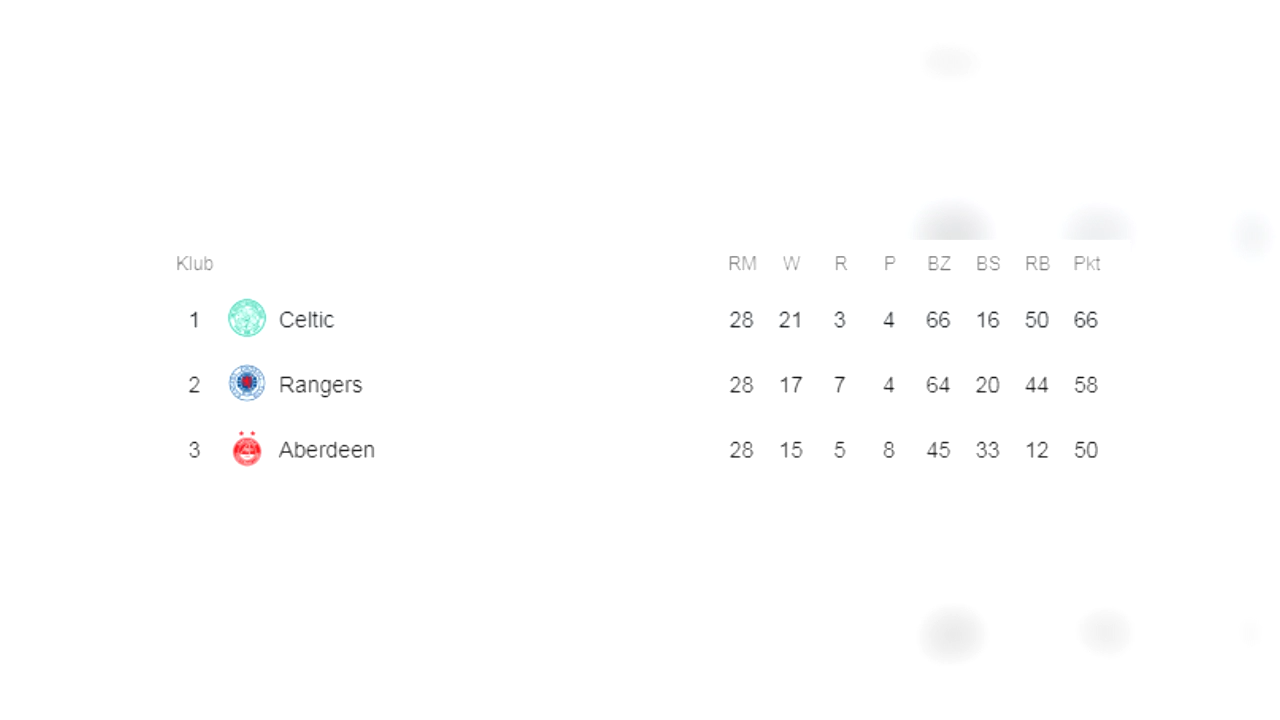 Klub RM W R P BZ BS RB Pkt
1 Celtic 28 21 3 4 66 16 50 66
2 Rangers 28 17 7 4 64 20 44 58
3 Aberdeen 28 15 5 8 45 33 12 50